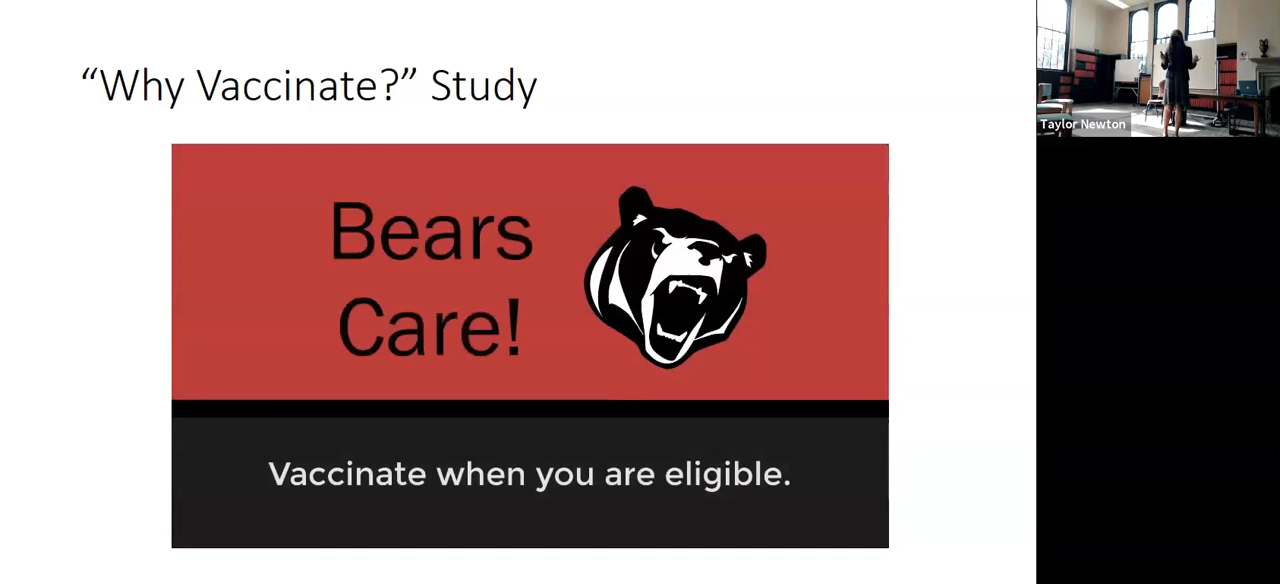 “Why Vaccinate?” Study
Bears
Care!
Vaccinate when you are eligible.
Taylor Newton